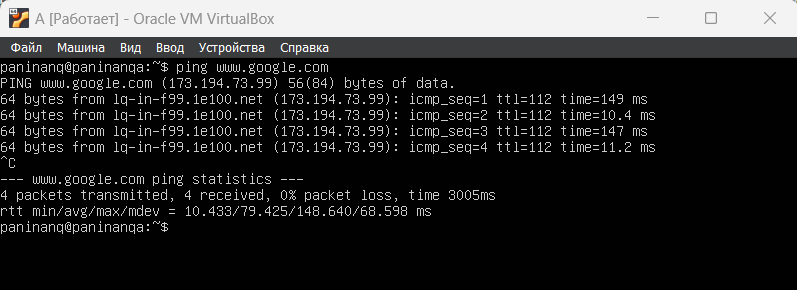 A [Работает] - Oracle VM VirtualBox
Файл Машина Вид Ввод Устройства Справка
paninanq@paninanqa:~$ ping www.google.com
PING www.google.com (173.194.73.99) 56(84) bytes of data.
64 bytes from lq-in-f99.1e100.net (173.194.73.99): icmp_seq=1 ttl=112 time=149 ms
64 bytes from lq-in-f99.1e100.net (173.194.73.99): icmp_seq=2 ttl=112 time=10.4 ms
64 bytes from lq-in-f99.1e100.net (173.194.73.99): icmp_seq=3 ttl=112 time=147 ms
64 bytes from lq-in-f99.1e100.net (173.194.73.99): icmp_seq=4 ttl=112 time=11.2 ms
^C
--- www.google.com ping statistics ---
4 packets transmitted, 4 received, 0% packet loss, time 3005ms
rtt min/avg/max/mdev = 10.433/79.425/148.640/68.598 ms
paninanq@paninanqa:~$